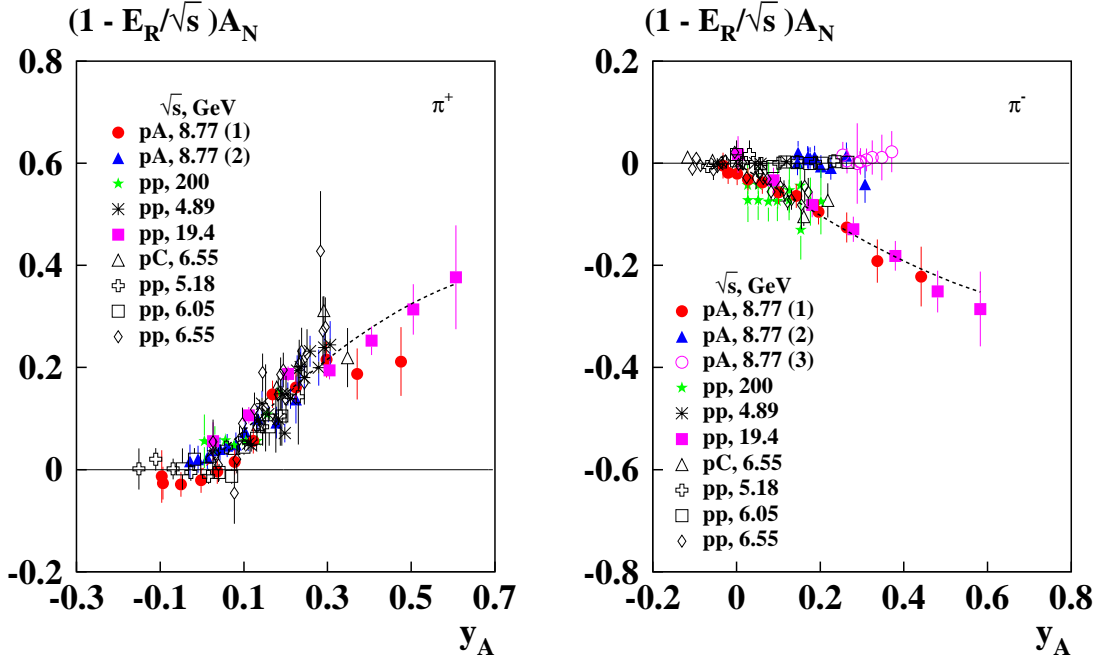 (1 - E_R/√s )A_N
0.8
0.6
0.4
0.2
0
-0.2
-0.3
-0.1
0.1
0.3
0.5
0.7
y_A
π⁺
√s, GeV
pA, 8.77 (1)
pA, 8.77 (2)
pp, 200
pp, 4.89
pp, 19.4
pC, 6.55
pp, 5.18
pp, 6.05
pp, 6.55
(1 - E_R/√s )A_N
0.2
0
-0.2
-0.4
-0.6
-0.8
-0.2
0
0.2
0.4
0.6
0.8
y_A
π⁻
√s, GeV
pA, 8.77 (1)
pA, 8.77 (2)
pA, 8.77 (3)
pp, 200
pp, 4.89
pp, 19.4
pC, 6.55
pp, 5.18
pp, 6.05
pp, 6.55